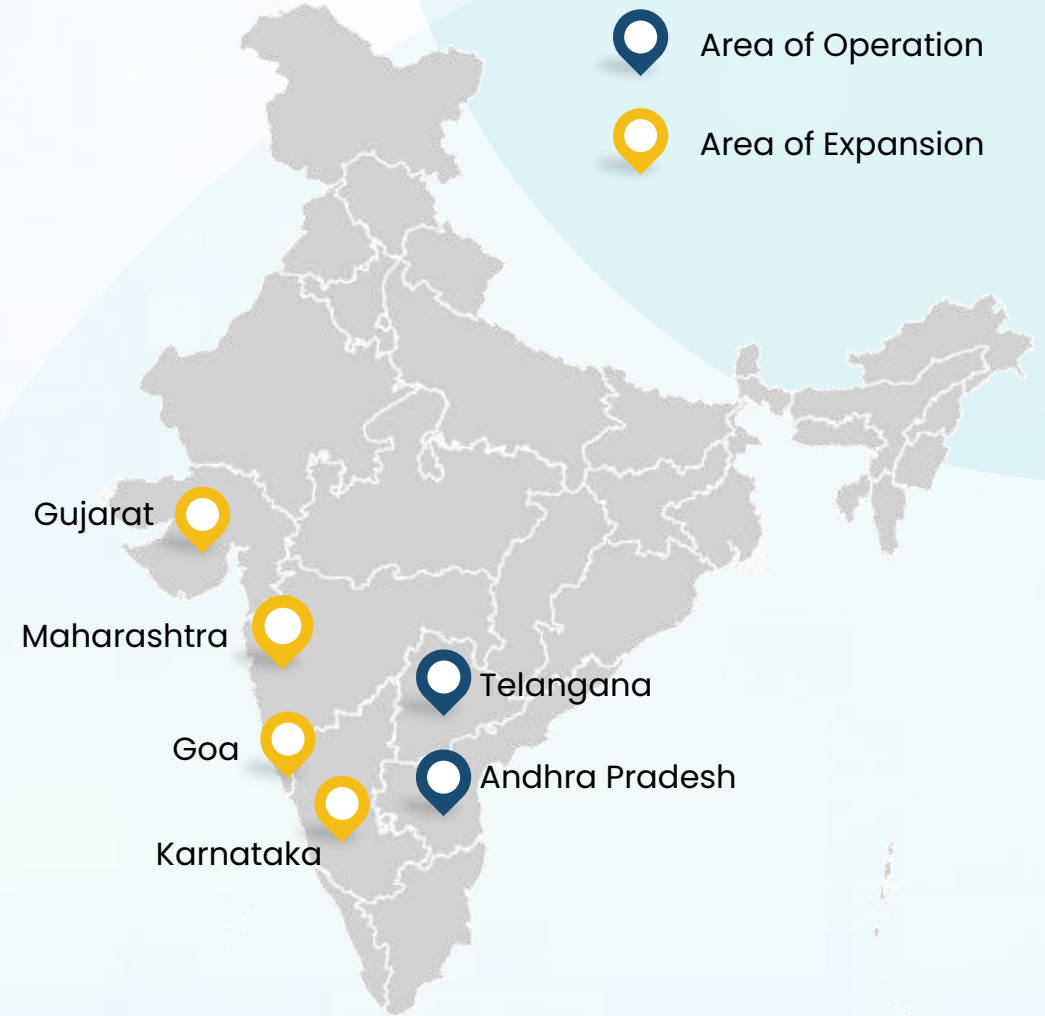 Area of Operation
Area of Expansion
Gujarat
Maharashtra
Telangana
Goa
Andhra Pradesh
Karnataka